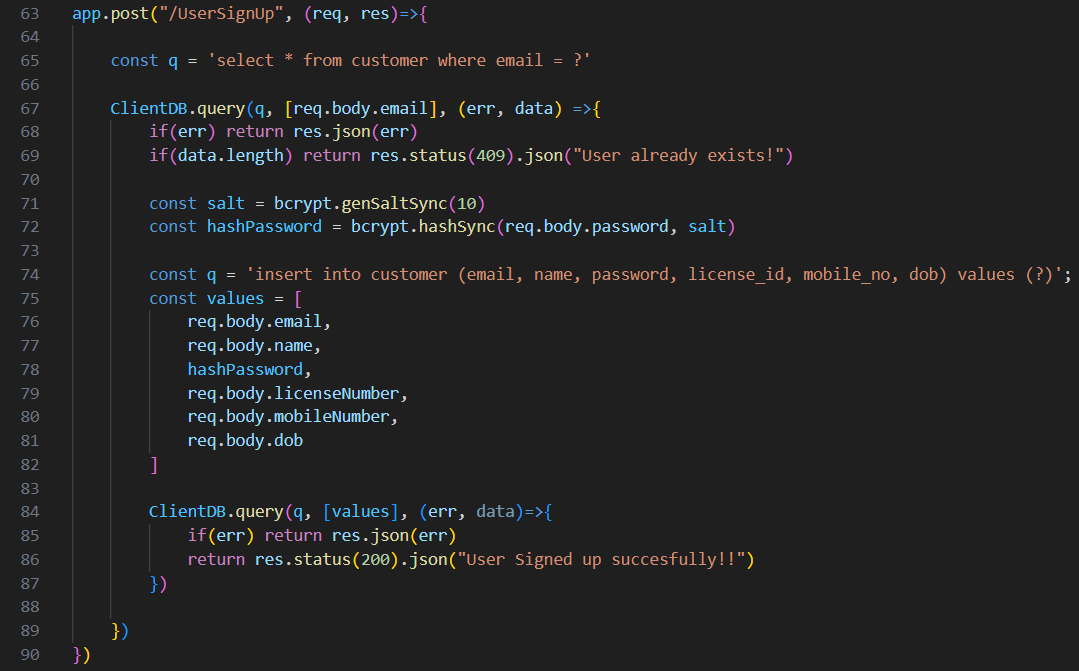 63 app.post("/UserSignUp", (req, res)=>{
64
65 const q = 'select * from customer where email = ?'
66
67 ClientDB.query(q, [req.body.email], (err, data) =>{
68 if(err) return res.json(err)
69 if(data.length) return res.status(409).json("User already exists!")
70
71 const salt = bcrypt.genSaltSync(10)
72 const hashPassword = bcrypt.hashSync(req.body.password, salt)
73
74 const q = 'insert into customer (email, name, password, license_id, mobile_no, dob) values (?)';
75 const values = [
76 req.body.email,
77 req.body.name,
78 hashPassword,
79 req.body.licenseNumber,
80 req.body.mobileNumber,
81 req.body.dob
82 ]
83
84 ClientDB.query(q, [values], (err, data)=>{
85 if(err) return res.json(err)
86 return res.status(200).json("User Signed up succesfully!!")
87 })
88
89 })
90 })